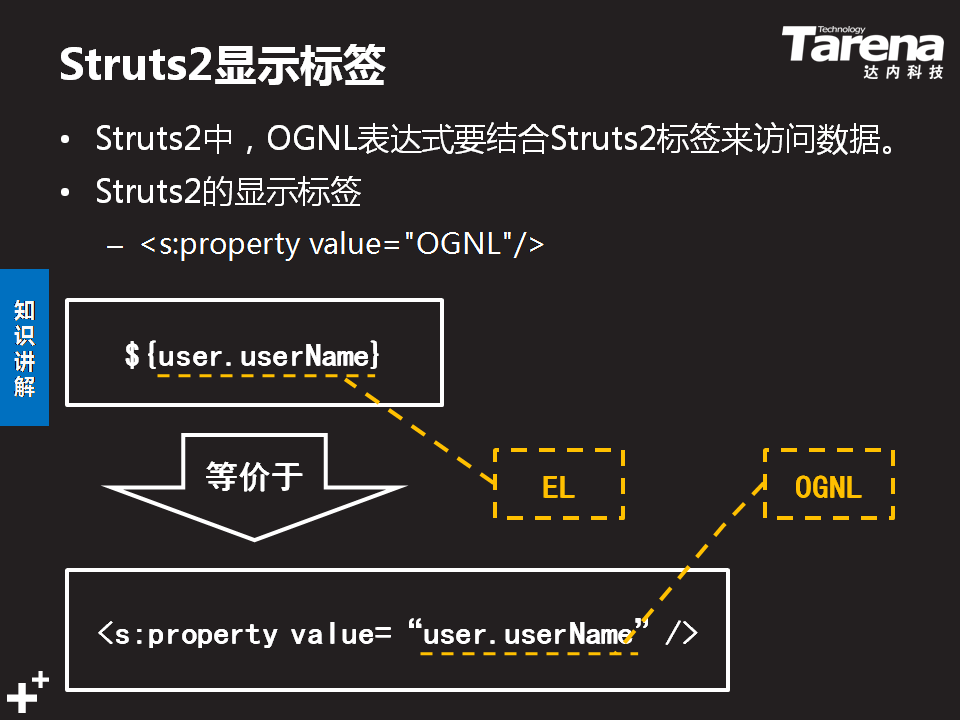 Struts2显示标签
Technology
Tarena
达内科技
• Struts2中，OGNL表达式要结合Struts2标签来访问数据。
• Struts2的显示标签
– <s:property value="OGNL"/>
知识讲解
${user.userName}
等价于
EL
OGNL
<s:property value=“user.userName” />